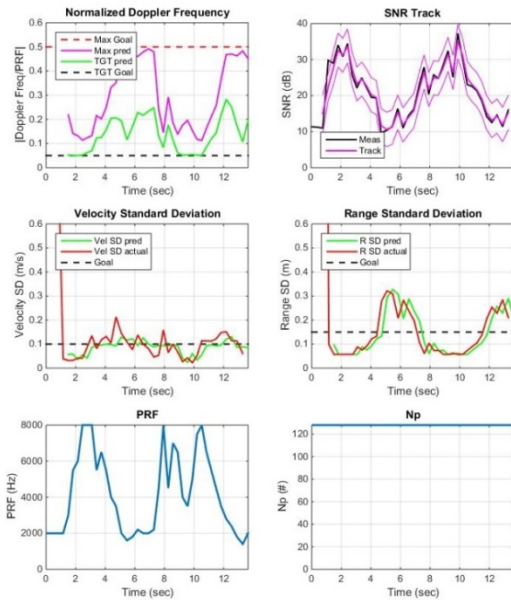 Normalized Doppler Frequency
|Doppler Freq/PRF|
0.6
0.5
0.4
0.3
0.2
0.1
0
Max Goal
Max pred
TGT pred
TGT Goal
0 2 4 6 8 10 12
Time (sec)
SNR Track
SNR (dB)
40
30
20
10
0
Meas
Track
0 2 4 6 8 10 12
Time (sec)
Velocity Standard Deviation
Velocity SD (m/s)
0.6
0.5
0.4
0.3
0.2
0.1
0
Vel SD pred
Vel SD actual
Goal
0 2 4 6 8 10 12
Time (sec)
Range Standard Deviation
Range SD (m)
0.6
0.5
0.4
0.3
0.2
0.1
0
R SD pred
R SD actual
Goal
0 2 4 6 8 10 12
Time (sec)
PRF
PRF (Hz)
8000
6000
4000
2000
0
0 2 4 6 8 10 12
Time (sec)
Np
Np (#)
120
100
80
60
40
20
0
0 2 4 6 8 10 12
Time (sec)